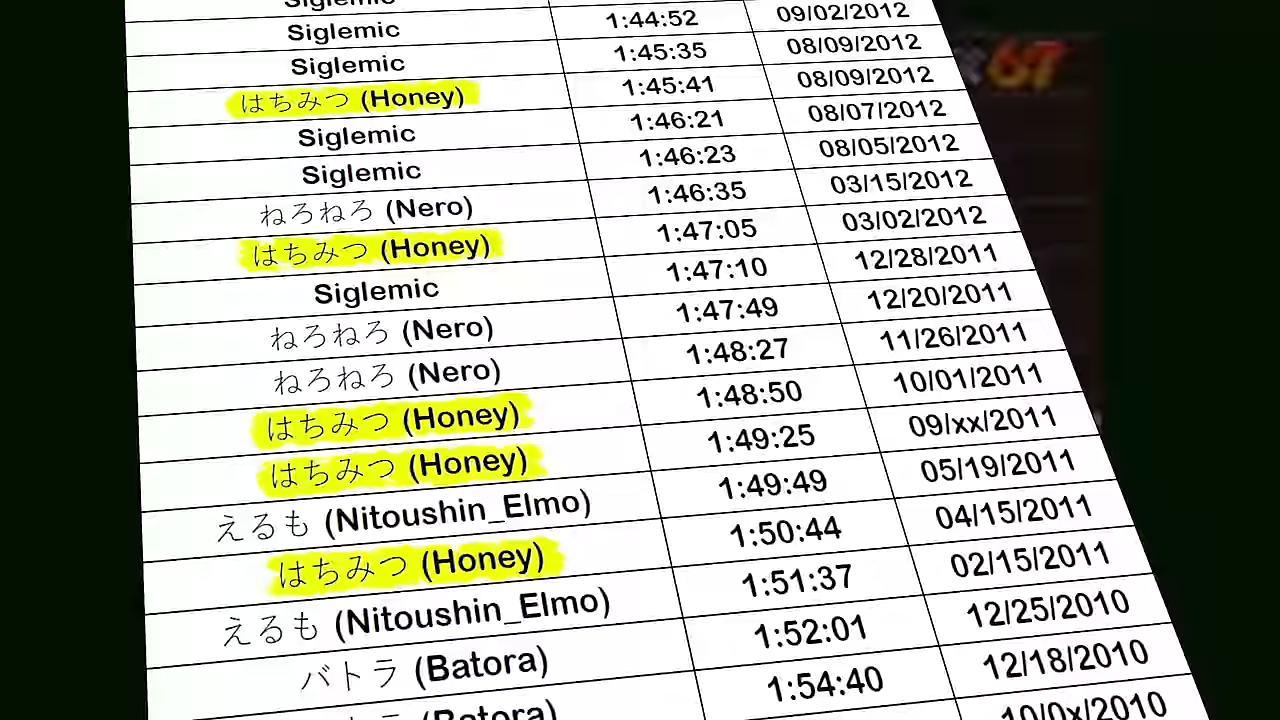 Siglemic
Siglemic 1:44:52 09/02/2012
Siglemic 1:45:35 08/09/2012
はちみつ (Honey) 1:45:41 08/09/2012
Siglemic 1:46:21 08/07/2012
Siglemic 1:46:23 08/05/2012
ねろねろ (Nero) 1:46:35 03/15/2012
はちみつ (Honey) 1:47:05 03/02/2012
Siglemic 1:47:10 12/28/2011
ねろねろ (Nero) 1:47:49 12/20/2011
ねろねろ (Nero) 1:48:27 11/26/2011
はちみつ (Honey) 1:48:50 10/01/2011
はちみつ (Honey) 1:49:25 09/xx/2011
えるも (Nitoushin_Elmo) 1:49:49 05/19/2011
はちみつ (Honey) 1:50:44 04/15/2011
えるも (Nitoushin_Elmo) 1:51:37 02/15/2011
バトラ (Batora) 1:52:01 12/25/2010
(Batora) 1:54:40 12/18/2010
10/0x/2010
67